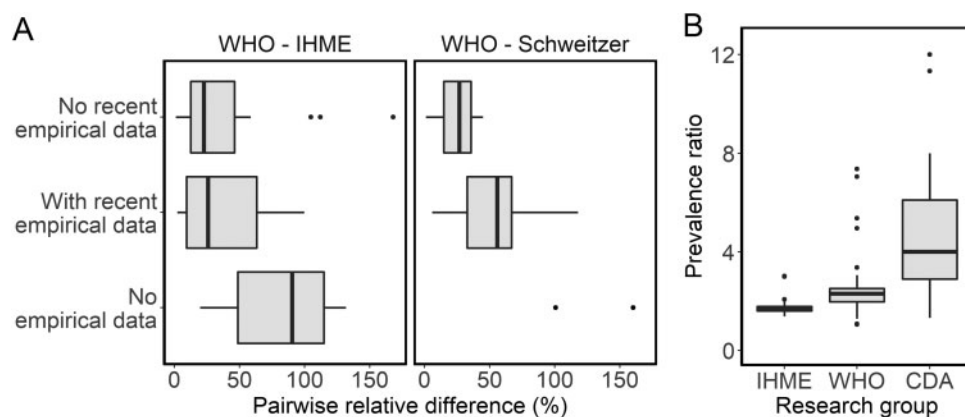 A
WHO - IHME
WHO - Schweitzer
No recent
empirical data
With recent
empirical data
No
empirical data
0
50
100
150
0
50
100
150
Pairwise relative difference (%)
B
Prevalence ratio
12
8
4
0
IHME
WHO
CDA
Research group